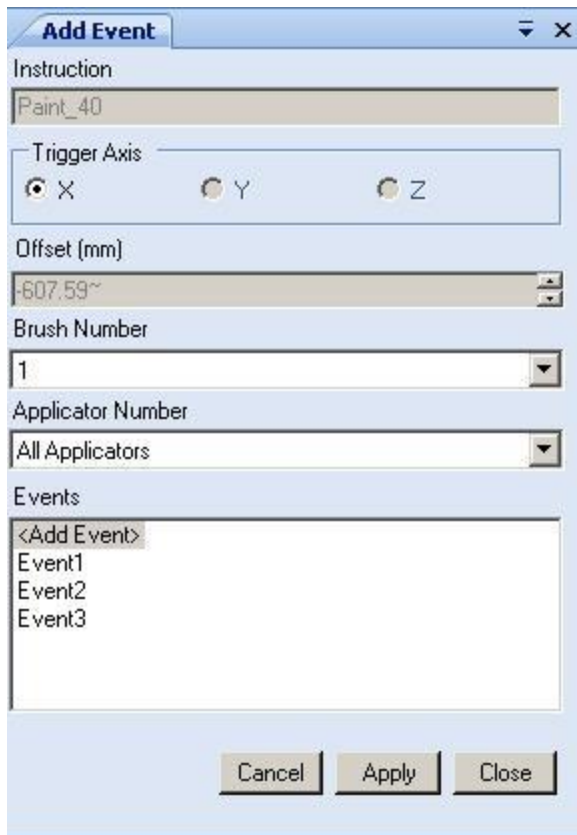 Add Event
Instruction
Paint_40
Trigger Axis
X Y Z
Offset (mm)
-607.59~
Brush Number
1
Applicator Number
All Applicators
Events
<Add Event>
Event1
Event2
Event3
Cancel Apply Close